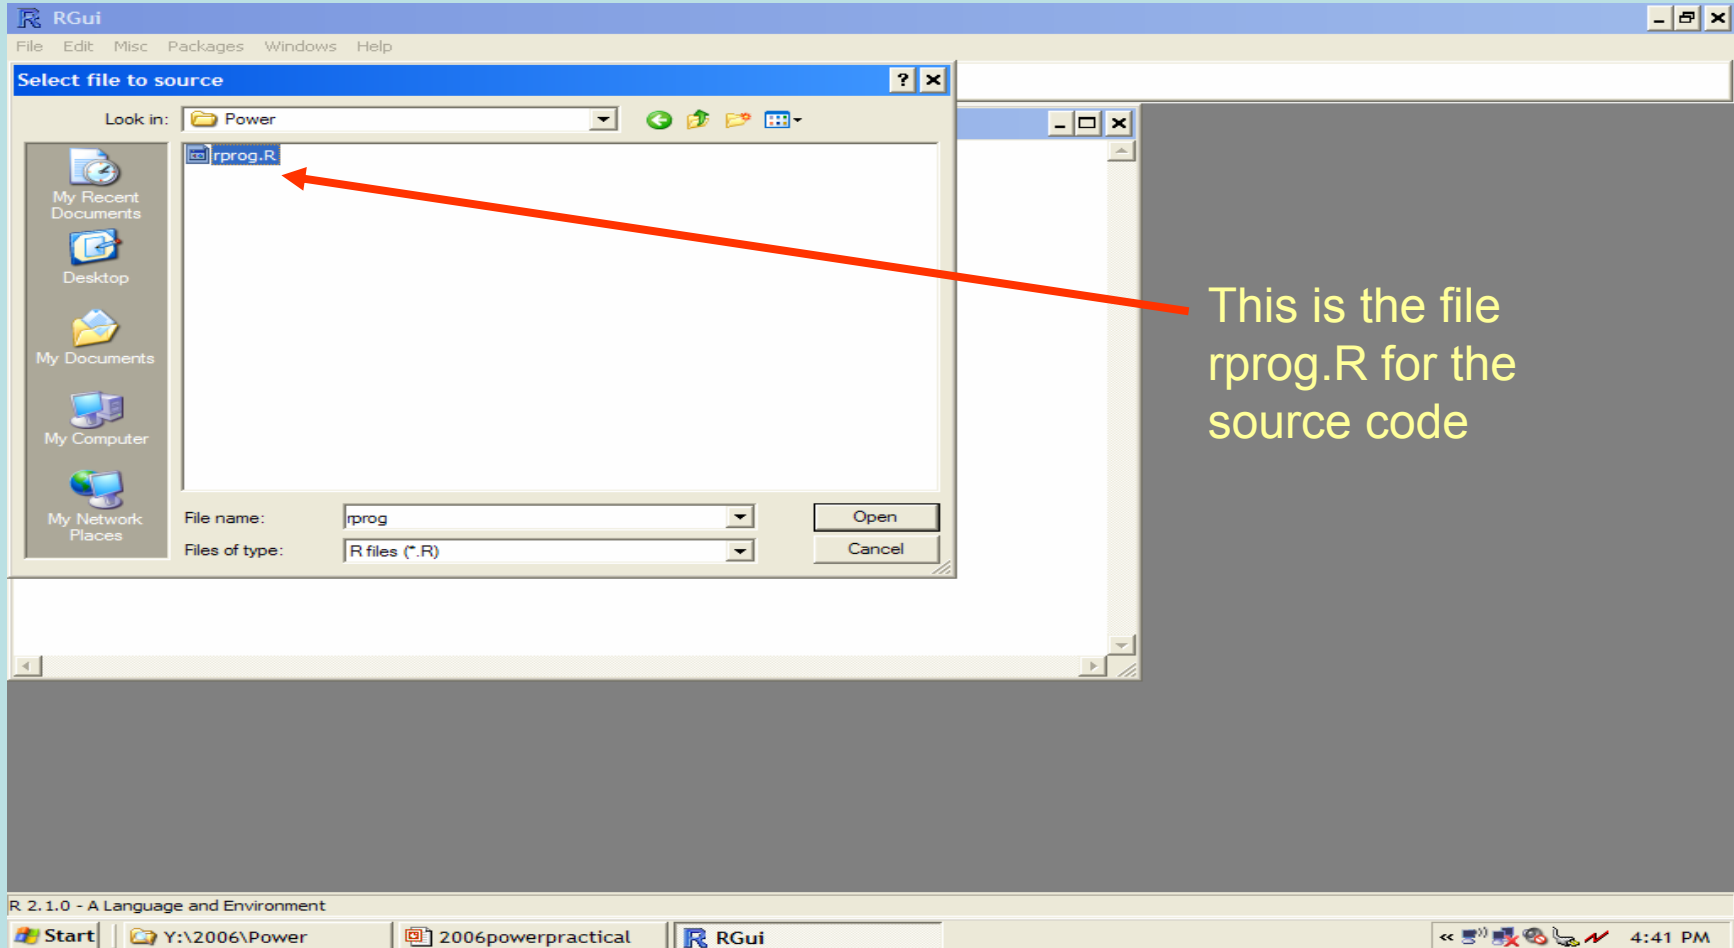 RGui
File Edit Misc Packages Windows Help
Select file to source
Look in: Power
rprog.R
My Recent
Documents
Desktop
My Documents
My Computer
My Network
Places
File name: rprog Open
Files of type: R files (*.R) Cancel
This is the file
rprog.R for the
source code
R 2.1.0 - A Language and Environment
Start Y:\2006\Power 2006powerpractical RGui 4:41 PM